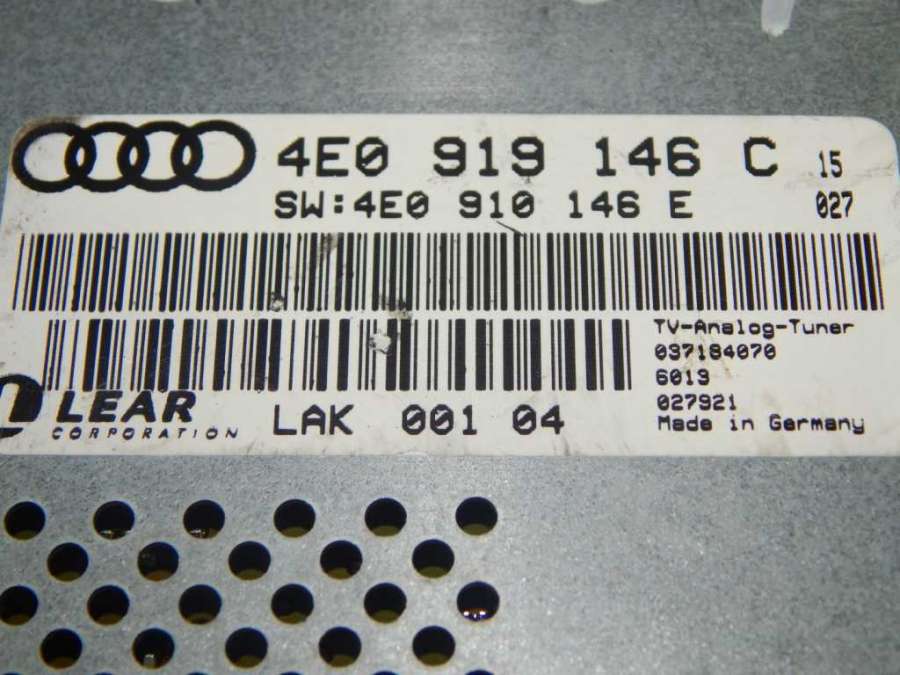 4E0 919 146 C 15
SW:4E0 910 146 E 027
TV-Analog-Tuner
037184070
6013
027921
Made in Germany
LEAR
CORPORATION
LAK 001 04